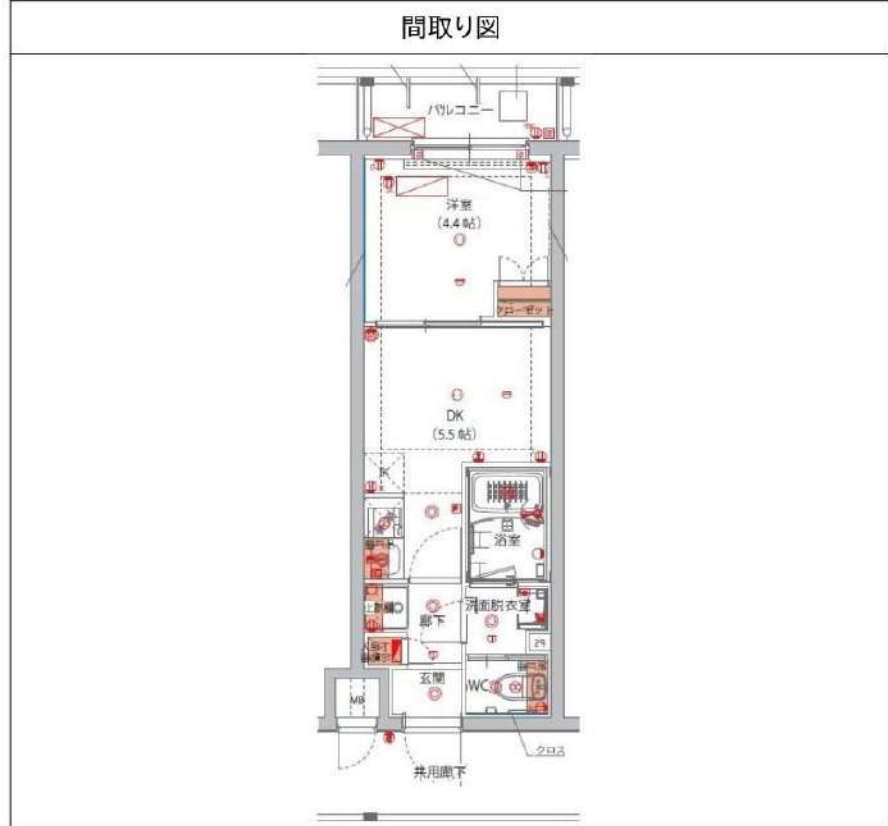 間取り図
バルコニー
洋室
(4.4 帖)
クローゼット
DK
(5.5 帖)
浴室
洗面脱衣室
廊下
29
玄関
WC
MB
クロス
共用廊下